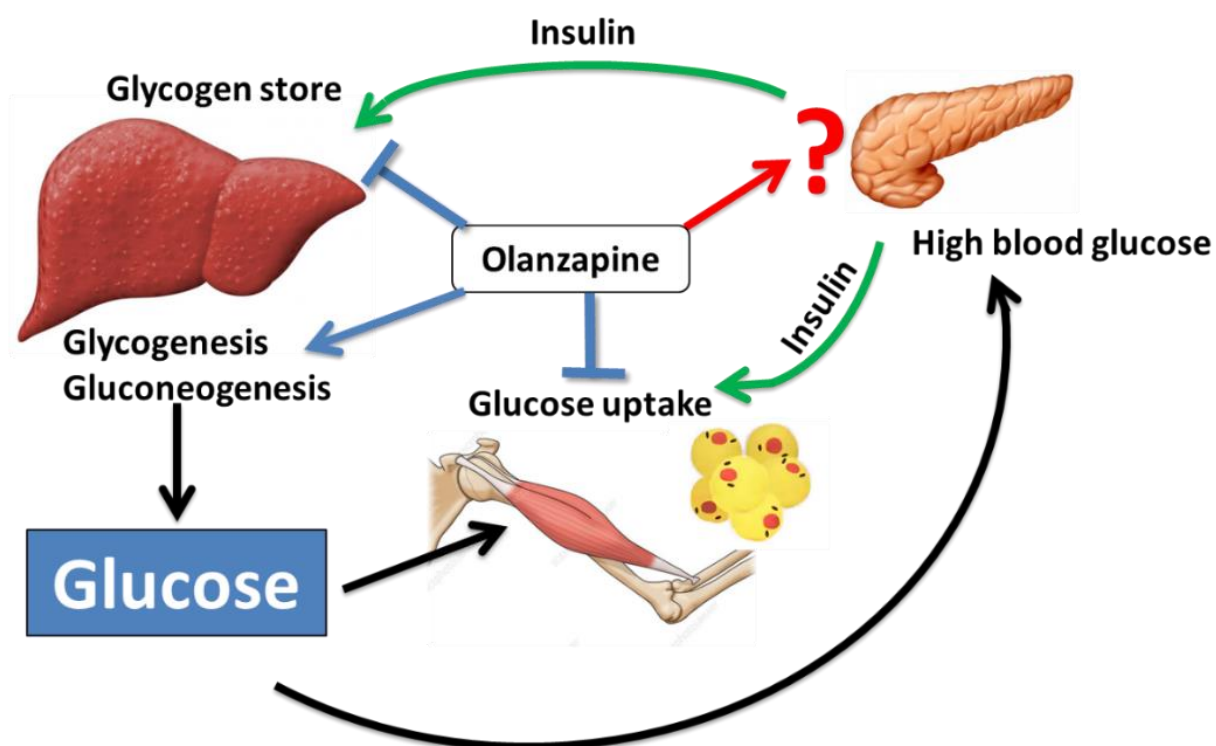 Insulin
Glycogen store
?
Olanzapine
High blood glucose
Insulin
Glycogenesis
Gluconeogenesis
Glucose uptake
Glucose